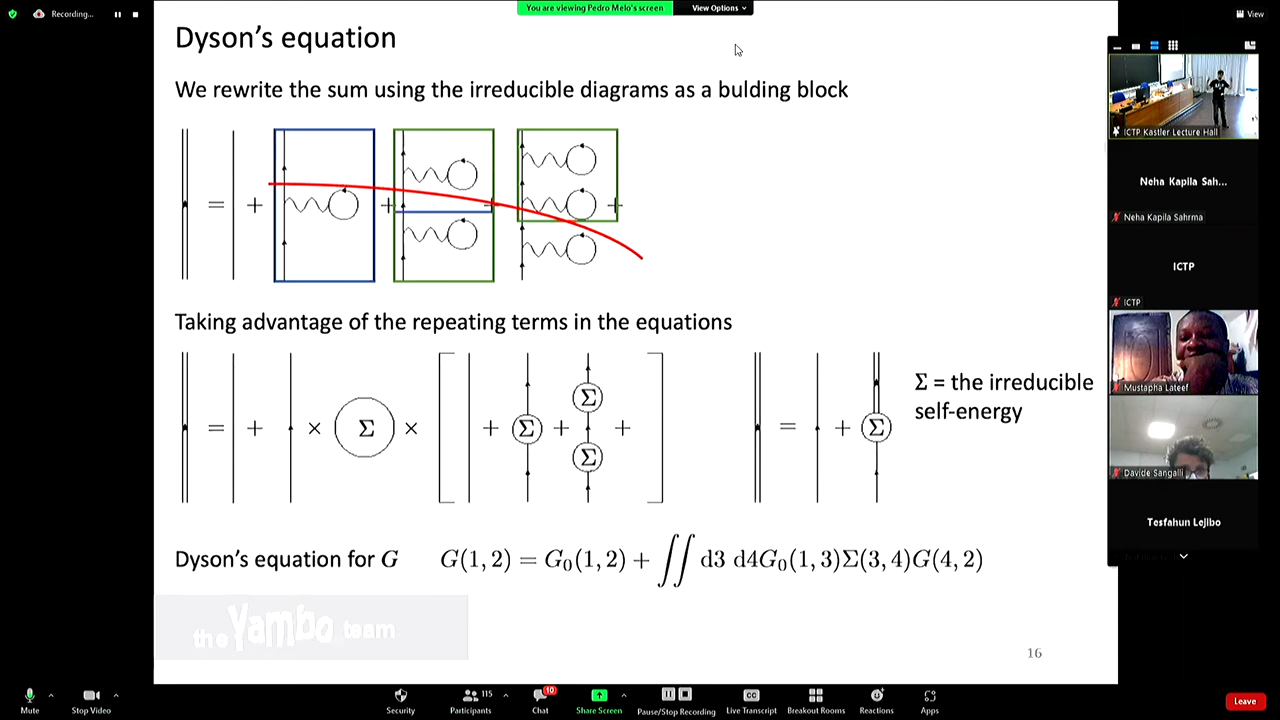 Recording...
You are viewing Pedro Melo's screen
View Options
View
Dyson's equation
We rewrite the sum using the irreducible diagrams as a bulding block
= + + + +
Taking advantage of the repeating terms in the equations
= + × Σ × [ + Σ + Σ Σ + ]
= + Σ
Σ = the irreducible
self-energy
Dyson's equation for G G(1, 2) = G₀(1, 2) + ∬ d3 d4G₀(1, 3)Σ(3, 4)G(4, 2)
the Yambo team
16
ICTP Kastler Lecture Hall
Neha Kapila Sah...
Neha Kapila Sahrma
ICTP
ICTP
Mustapha Lateef
Davide Sangalli
Tesfahun Lejibo
Mute
Stop Video
Security
115
Participants
10
Chat
Share Screen
Pause/Stop Recording
CC
Live Transcript
Breakout Rooms
Reactions
Apps
Leave